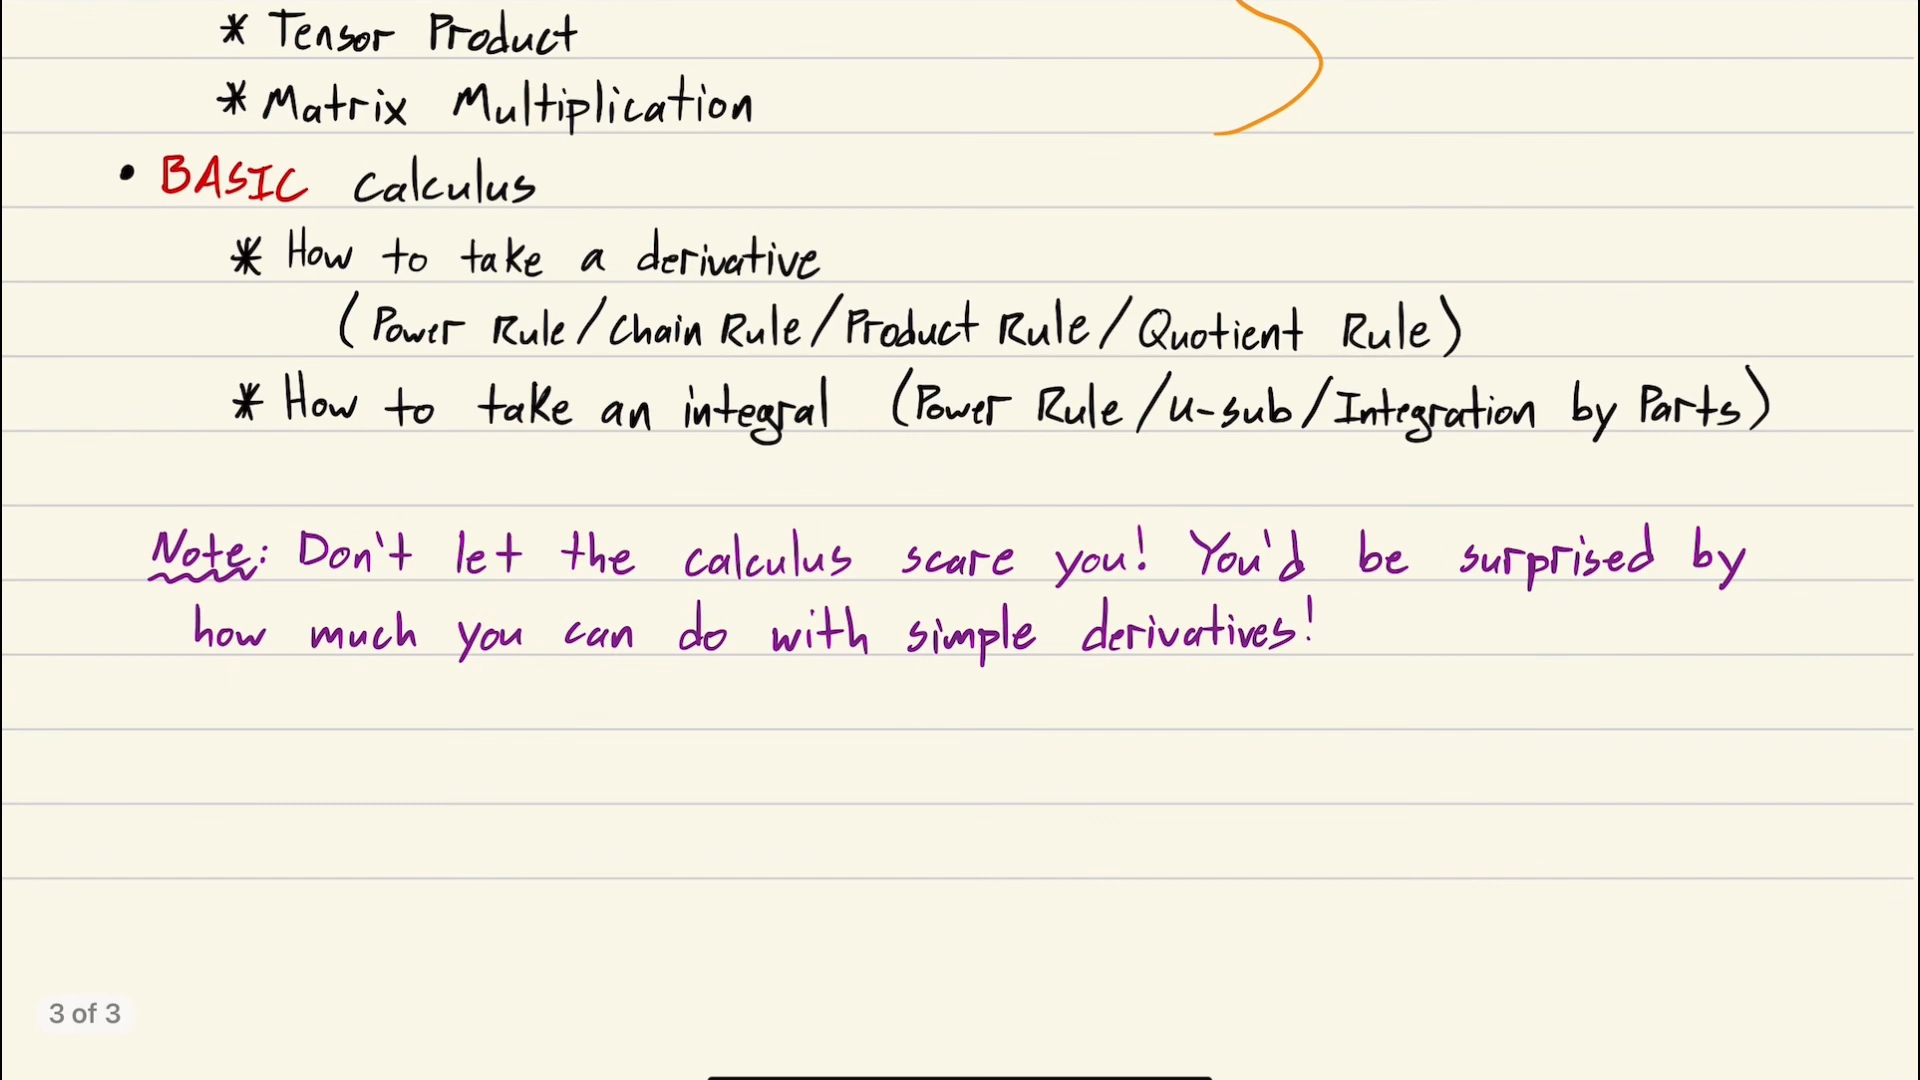 * Tensor Product
* Matrix Multiplication
• BASIC Calculus
* How to take a derivative
(Power Rule/Chain Rule/Product Rule/Quotient Rule)
* How to take an integral (Power Rule/u-sub/Integration by Parts)
Note: Don't let the calculus scare you! You'd be surprised by
how much you can do with simple derivatives!
3 of 3